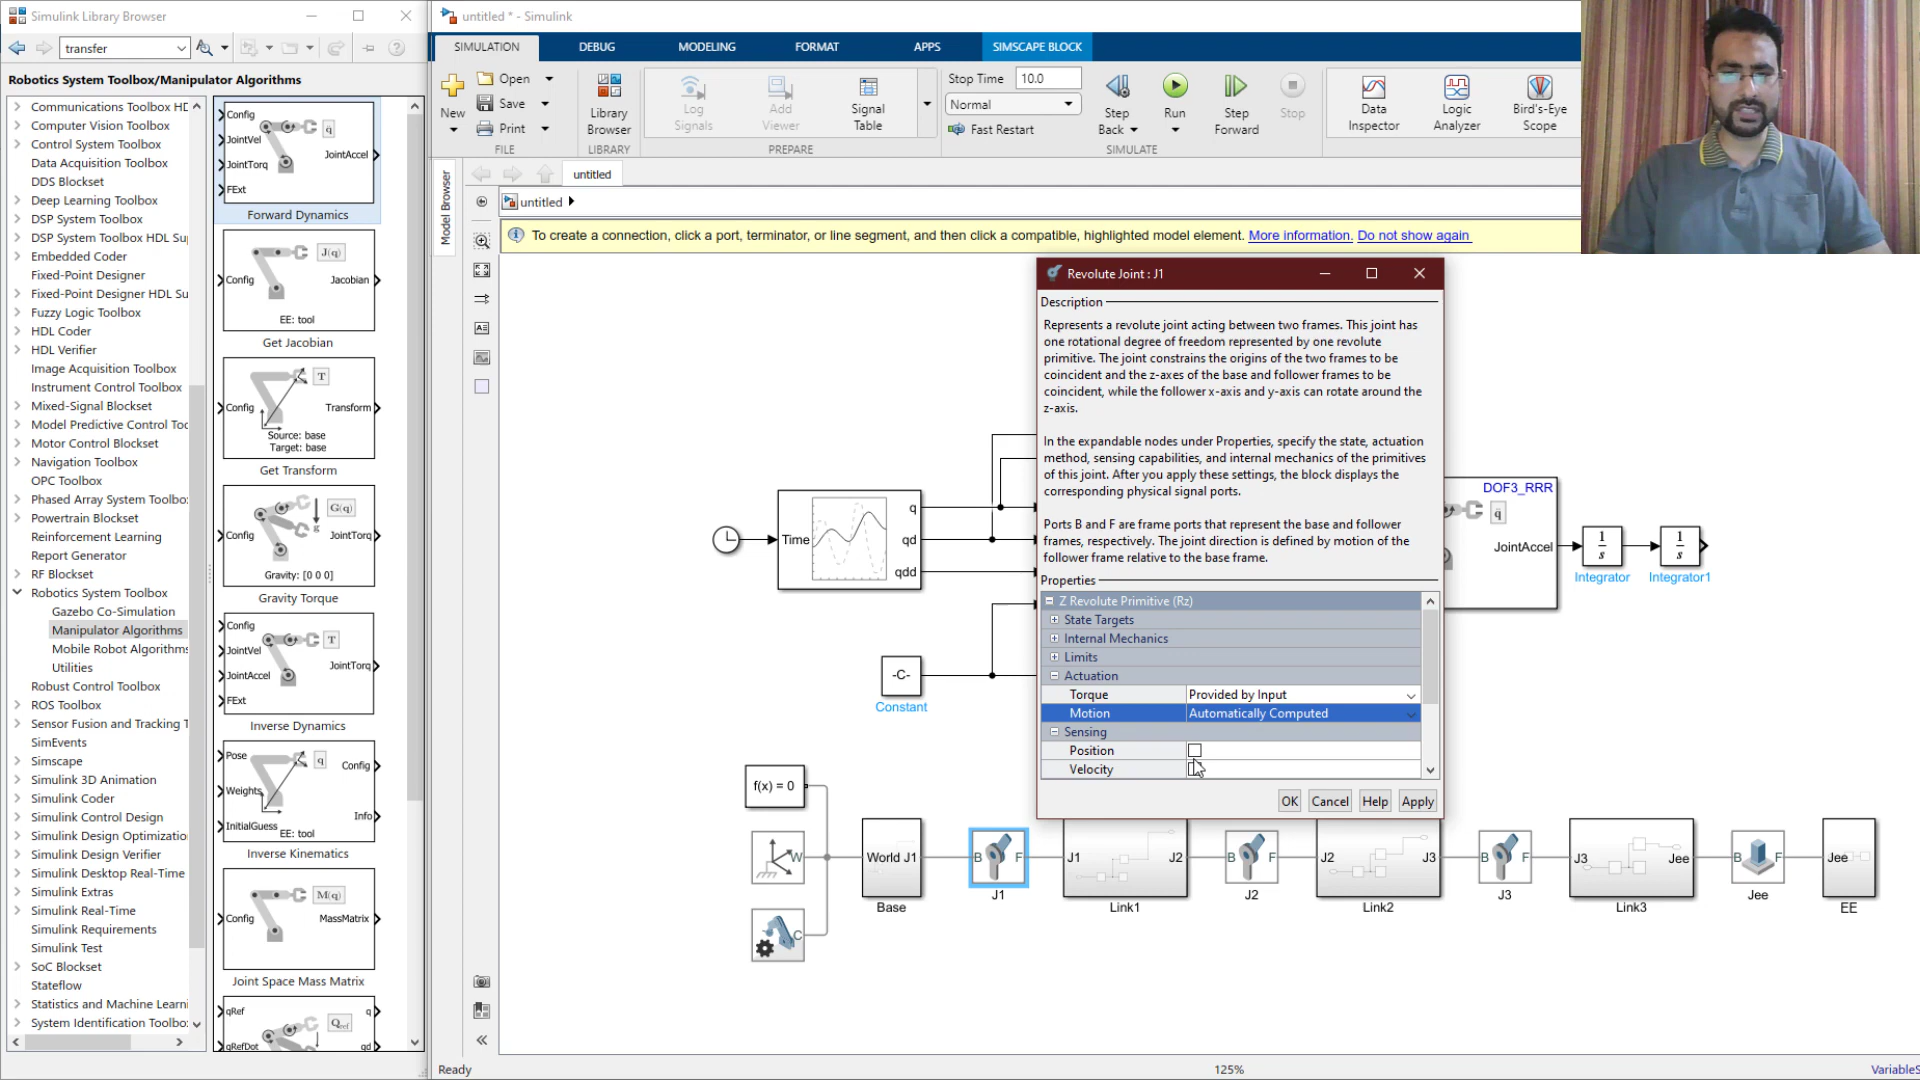 Simulink Library Browser
transfer
Robotics System Toolbox/Manipulator Algorithms
Communications Toolbox HD
Computer Vision Toolbox
Control System Toolbox
Data Acquisition Toolbox
DDS Blockset
Deep Learning Toolbox
DSP System Toolbox
DSP System Toolbox HDL Su
Embedded Coder
Fixed-Point Designer
Fixed-Point Designer HDL Su
Fuzzy Logic Toolbox
HDL Coder
HDL Verifier
Image Acquisition Toolbox
Instrument Control Toolbox
Mixed-Signal Blockset
Model Predictive Control Too
Motor Control Blockset
Navigation Toolbox
OPC Toolbox
Phased Array System Toolbo
Powertrain Blockset
Reinforcement Learning
Report Generator
RF Blockset
Robotics System Toolbox
Gazebo Co-Simulation
Manipulator Algorithms
Mobile Robot Algorithms
Utilities
Robust Control Toolbox
ROS Toolbox
Sensor Fusion and Tracking T
SimEvents
Simscape
Simulink 3D Animation
Simulink Coder
Simulink Control Design
Simulink Design Optimizatio
Simulink Design Verifier
Simulink Desktop Real-Time
Simulink Extras
Simulink Real-Time
Simulink Requirements
Simulink Test
SoC Blockset
Stateflow
Statistics and Machine Learni
System Identification Toolbo
Config
JointVel
JointTorq
FExt
q
JointAccel
Forward Dynamics
J(q)
Config
Jacobian
EE: tool
Get Jacobian
T
Config
Transform
Source: base
Target: base
Get Transform
G(q)
g
Config
JointTorq
Gravity: [0 0 0]
Gravity Torque
Config
JointVel
JointAccel
FExt
T
JointTorq
Inverse Dynamics
Pose
Weights
InitialGuess
q
Config
Info
EE: tool
Inverse Kinematics
M(q)
Config
MassMatrix
Joint Space Mass Matrix
qRef
qRefDot
q
qd
untitled * - Simulink
SIMULATION
DEBUG
MODELING
FORMAT
APPS
SIMSCAPE BLOCK
New
Open
Save
Print
FILE
Library
Browser
LIBRARY
Log
Signals
Add
Viewer
Signal
Table
PREPARE
Stop Time 10.0
Normal
Fast Restart
Step
Back
Run
Step
Forward
Stop
SIMULATE
Data
Inspector
Logic
Analyzer
Bird's-Eye
Scope
Model Browser
untitled
untitled
To create a connection, click a port, terminator, or line segment, and then click a compatible, highlighted model element. More information. Do not show again
Time
q
qd
qdd
-C-
Constant
Revolute Joint : J1
Description
Represents a revolute joint acting between two frames. This joint has
one rotational degree of freedom represented by one revolute
primitive. The joint constrains the origins of the two frames to be
coincident and the z-axes of the base and follower frames to be
coincident, while the follower x-axis and y-axis can rotate around the
z-axis.
In the expandable nodes under Properties, specify the state, actuation
method, sensing capabilities, and internal mechanics of the primitives
of this joint. After you apply these settings, the block displays the
corresponding physical signal ports.
Ports B and F are frame ports that represent the base and follower
frames, respectively. The joint direction is defined by motion of the
follower frame relative to the base frame.
Properties
Z Revolute Primitive (Rz)
State Targets
Internal Mechanics
Limits
Actuation
Torque Provided by Input
Motion Automatically Computed
Sensing
Position
Velocity
OK
Cancel
Help
Apply
DOF3_RRR
JointAccel
1
s
Integrator
1
s
Integrator1
f(x) = 0
W
C
World J1
Base
B F
J1
J1 J2
Link1
B F
J2
J2 J3
Link2
B F
J3
J3 Jee
Link3
B F
Jee
Jee
EE
Ready
125%
VariableS